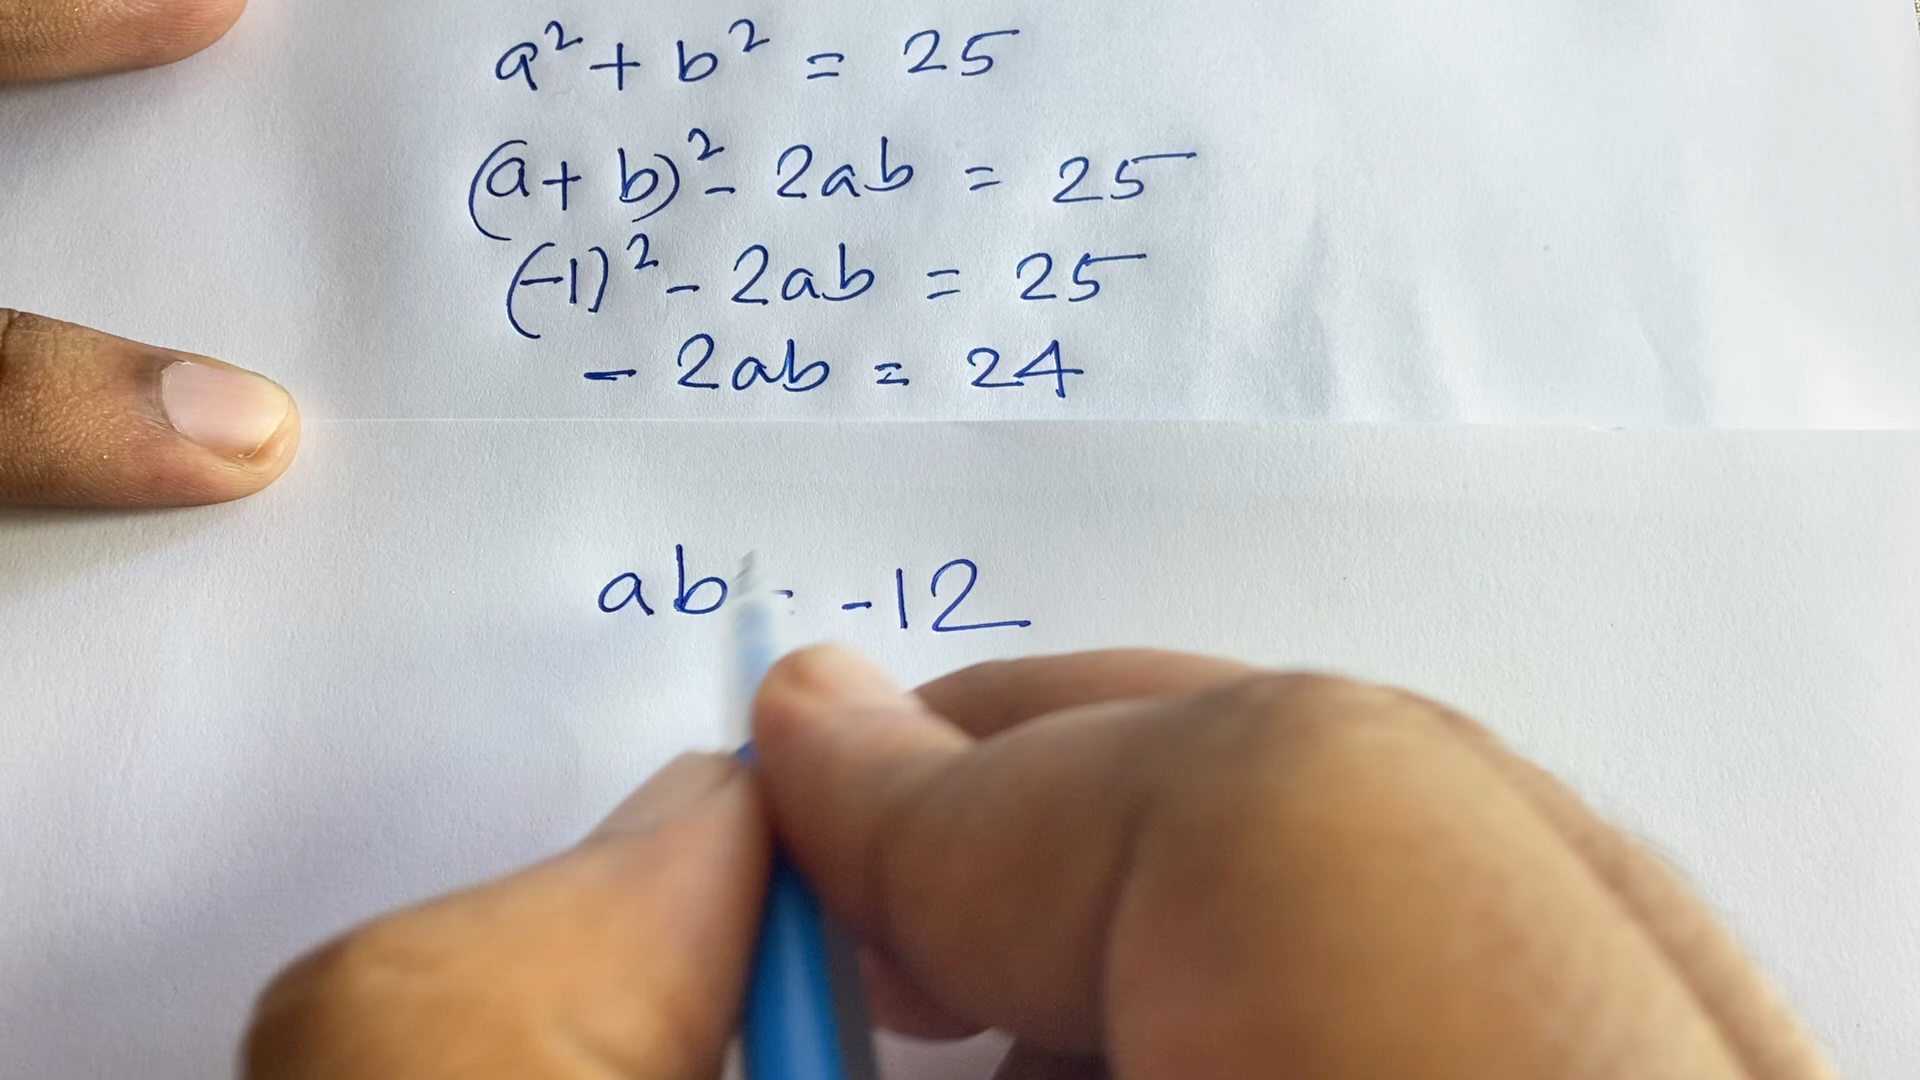 a² + b² = 25
(a + b)² - 2ab = 25
(-1)² - 2ab = 25
- 2ab = 24
ab = -12